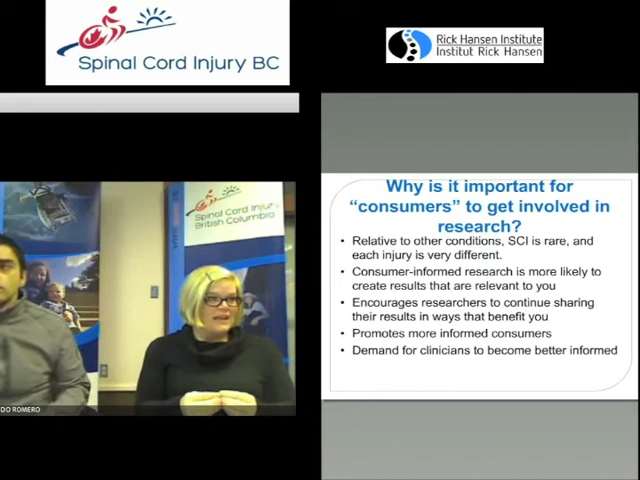 Spinal Cord Injury BC
Rick Hansen Institute
Institut Rick Hansen
Spinal Cord Injury
British Columbia
DO ROMERO
Why is it important for
“consumers” to get involved in
research?
• Relative to other conditions, SCI is rare, and
each injury is very different.
• Consumer-informed research is more likely to
create results that are relevant to you
• Encourages researchers to continue sharing
their results in ways that benefit you
• Promotes more informed consumers
• Demand for clinicians to become better informed